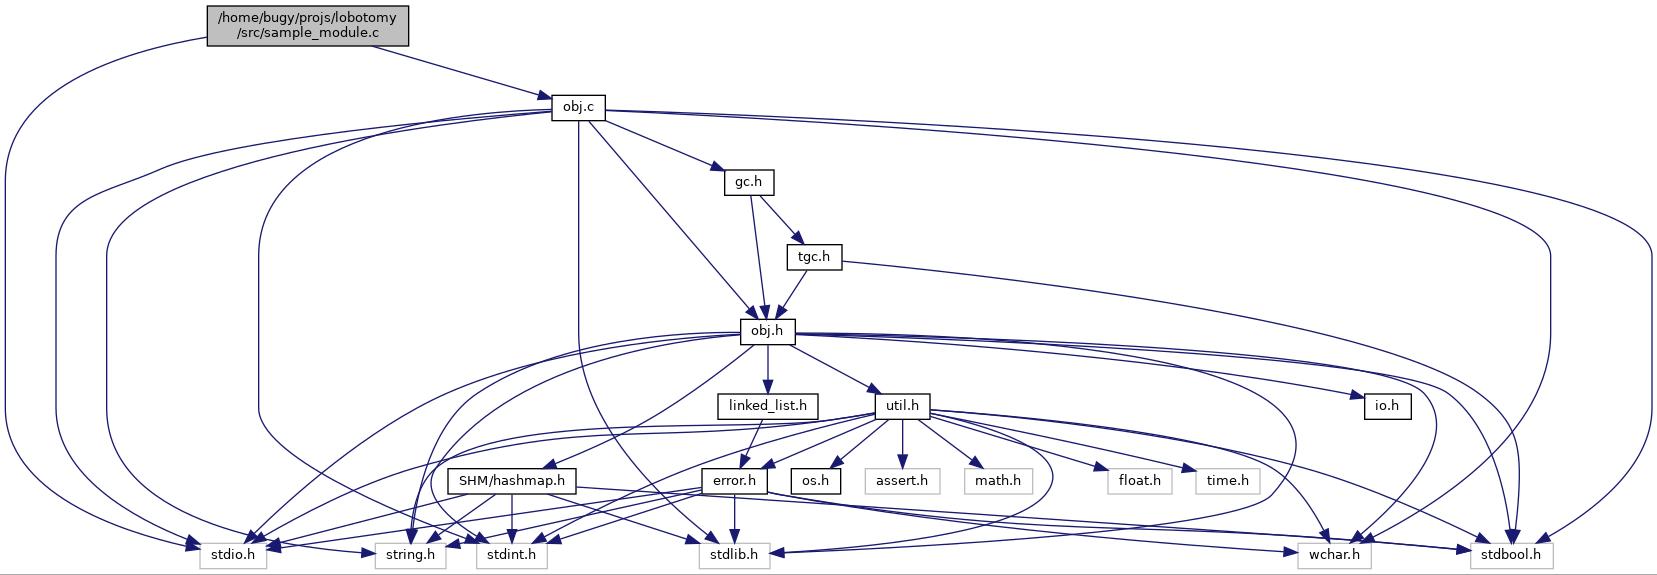 /home/bugy/projs/lobotomy
/src/sample_module.c
obj.c
gc.h
tgc.h
obj.h
linked_list.h
util.h
io.h
SHM/hashmap.h
error.h
os.h
assert.h
math.h
float.h
time.h
stdio.h
string.h
stdint.h
stdlib.h
wchar.h
stdbool.h